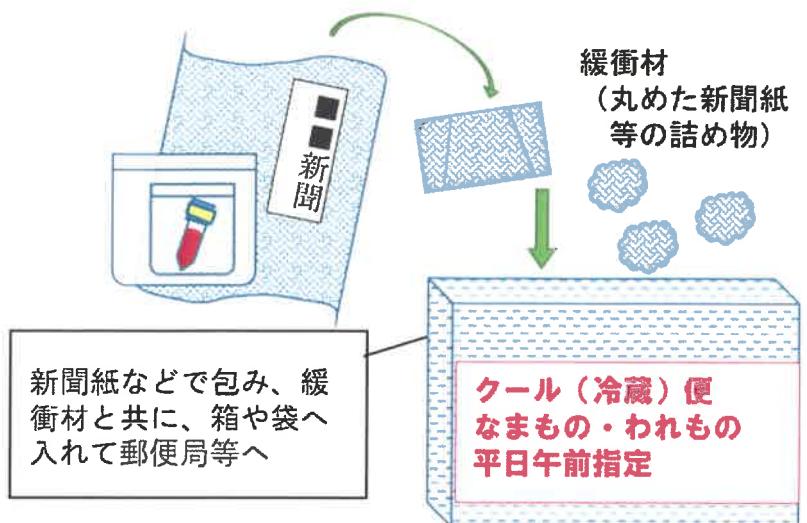 ■■新聞
緩衝材
（丸めた新聞紙
等の詰め物）
新聞紙などで包み、緩
衝材と共に、箱や袋へ
入れて郵便局等へ
クール（冷蔵）便
なまもの・われもの
平日午前指定